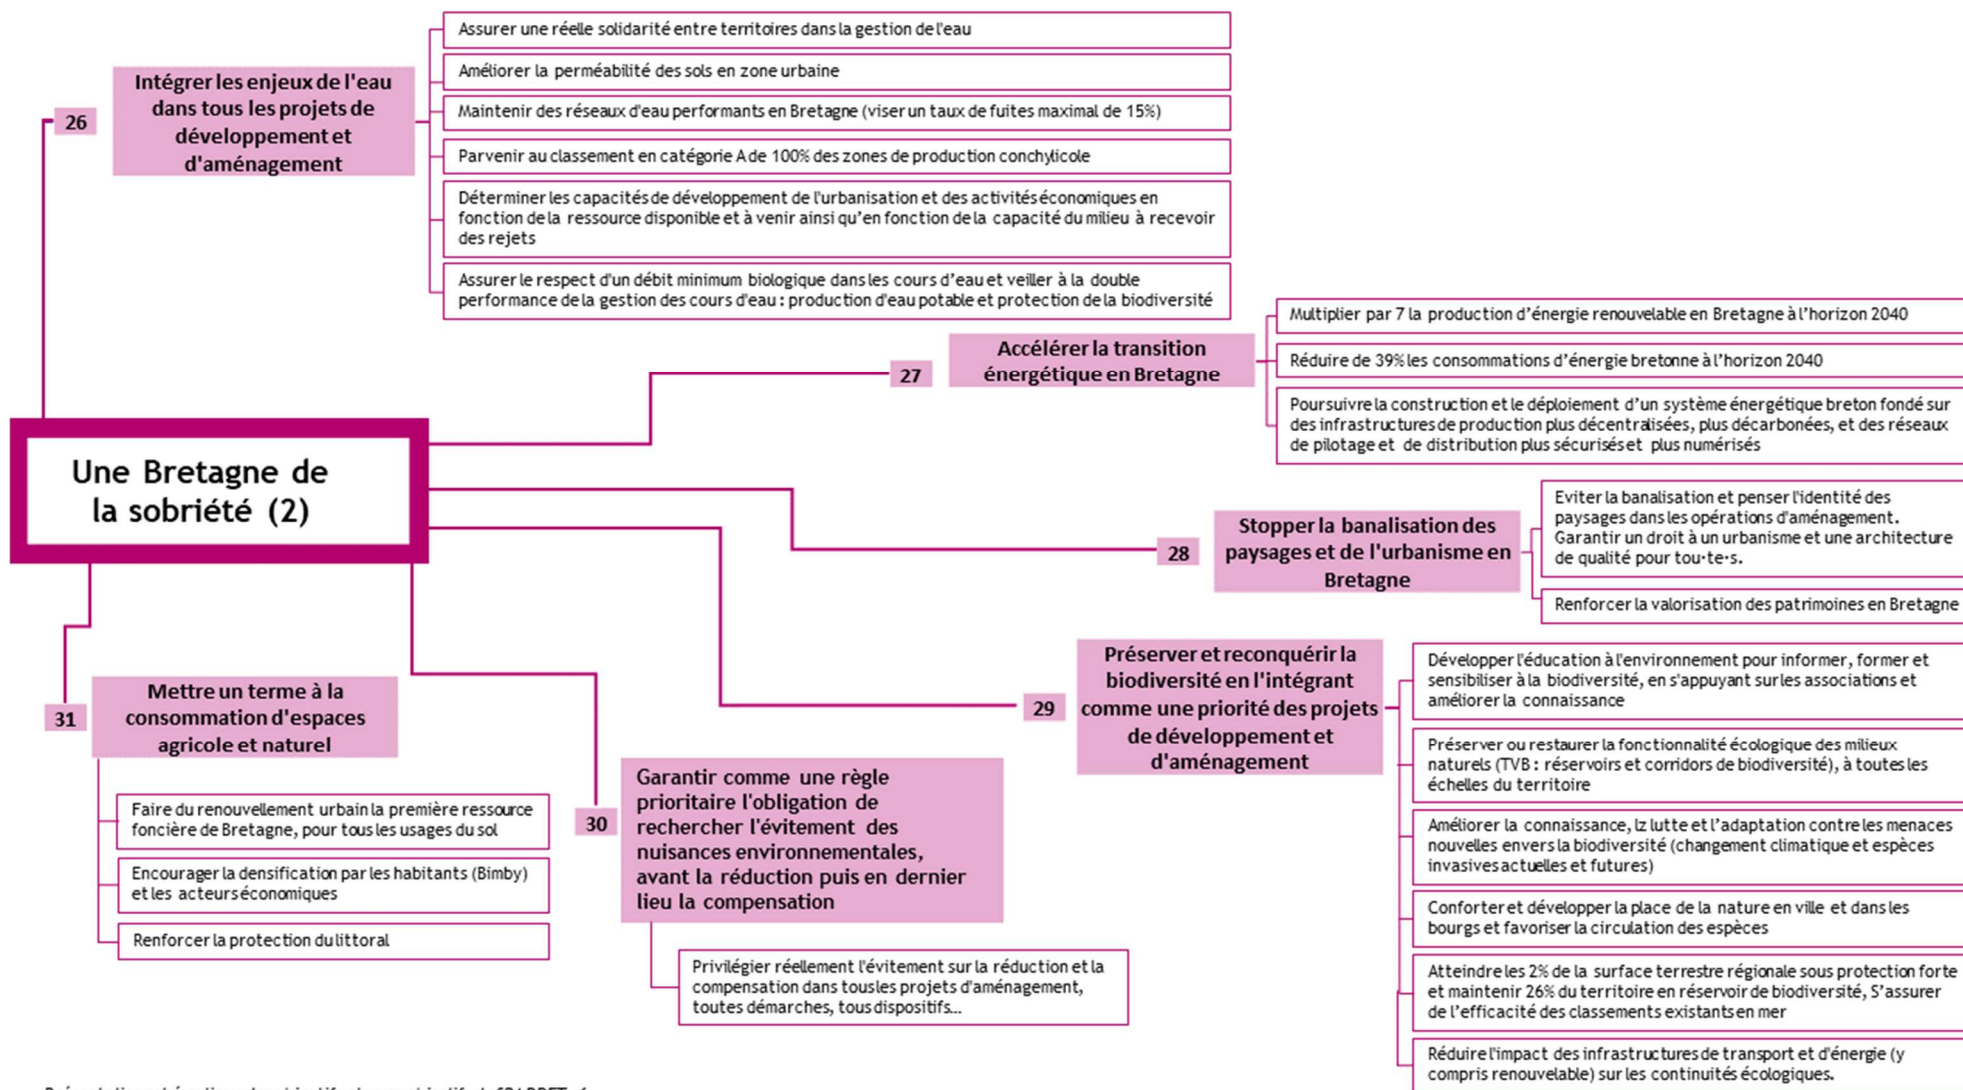 Une Bretagne de
la sobriété (2)
26
Intégrer les enjeux de l'eau
dans tous les projets de
développement et
d'aménagement
Assurer une réelle solidarité entre territoires dans la gestion de l'eau
Améliorer la perméabilité des sols en zone urbaine
Maintenir des réseaux d'eau performants en Bretagne (viser un taux de fuites maximal de 15%)
Parvenir au classement en catégorie A de 100% des zones de production conchylicole
Déterminer les capacités de développement de l'urbanisation et des activités économiques en
fonction de la ressource disponible et à venir ainsi qu'en fonction de la capacité du milieu à recevoir
des rejets
Assurer le respect d'un débit minimum biologique dans les cours d'eau et veiller à la double
performance de la gestion des cours d'eau : production d'eau potable et protection de la biodiversité
27
Accélérer la transition
énergétique en Bretagne
Multiplier par 7 la production d'énergie renouvelable en Bretagne à l'horizon 2040
Réduire de 39% les consommations d'énergie bretonne à l'horizon 2040
Poursuivre la construction et le déploiement d'un système énergétique breton fondé sur
des infrastructures de production plus décentralisées, plus décarbonées, et des réseaux
de pilotage et de distribution plus sécurisés et plus numérisés
28
Stopper la banalisation des
paysages et de l'urbanisme en
Bretagne
Eviter la banalisation et penser l'identité des
paysages dans les opérations d'aménagement.
Garantir un droit à un urbanisme et une architecture
de qualité pour tou·te·s.
Renforcer la valorisation des patrimoines en Bretagne
29
Préserver et reconquérir la
biodiversité en l'intégrant
comme une priorité des projets
de développement et
d'aménagement
Développer l'éducation à l'environnement pour informer, former et
sensibiliser à la biodiversité, en s'appuyant sur les associations et
améliorer la connaissance
Préserver ou restaurer la fonctionnalité écologique des milieux
naturels (TVB : réservoirs et corridors de biodiversité), à toutes les
échelles du territoire
Améliorer la connaissance, lz lutte et l'adaptation contre les menaces
nouvelles envers la biodiversité (changement climatique et espèces
invasives actuelles et futures)
Conforter et développer la place de la nature en ville et dans les
bourgs et favoriser la circulation des espèces
Atteindre les 2% de la surface terrestre régionale sous protection forte
et maintenir 26% du territoire en réservoir de biodiversité, S'assurer
de l'efficacité des classements existants en mer
Réduire l'impact des infrastructures de transport et d'énergie (y
compris renouvelable) sur les continuités écologiques.
30
Garantir comme une règle
prioritaire l'obligation de
rechercher l'évitement des
nuisances environnementales,
avant la réduction puis en dernier
lieu la compensation
Privilégier réellement l'évitement sur la réduction et la
compensation dans tous les projets d'aménagement,
toutes démarches, tous dispositifs...
31
Mettre un terme à la
consommation d'espaces
agricole et naturel
Faire du renouvellement urbain la première ressource
foncière de Bretagne, pour tous les usages du sol
Encourager la densification par les habitants (Bimby)
et les acteurs économiques
Renforcer la protection du littoral